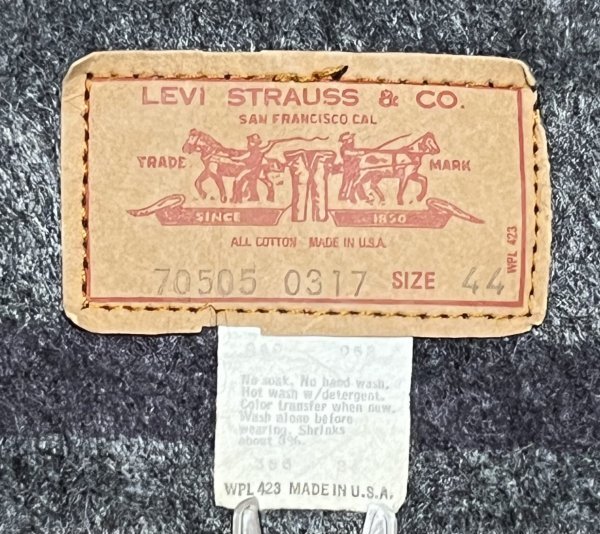 LEVI STRAUSS & CO.
SAN FRANCISCO CAL
TRADE MARK
SINCE 1850
ALL COTTON MADE IN U.S.A.
70505 0317 SIZE 44
WPL 423
No soak. No hand wash.
Hot wash w/detergent.
Color transfer when new.
Wash alone before
wearing. Shrinks
about 8%.
WPL 423 MADE IN U.S.A.